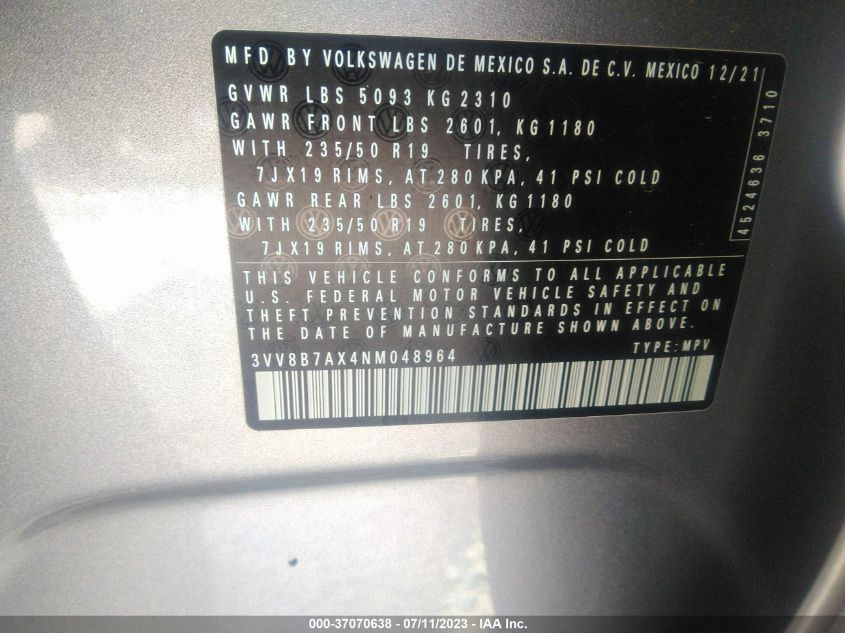 MFD. BY VOLKSWAGEN DE MEXICO S.A. DE C.V. MEXICO 12/21
GVWR LBS 5093 KG 2310
GAWR FRONT LBS 2601, KG 1180
WITH 235/50 R19 TIRES,
7JX19 RIMS, AT 280 KPA, 41 PSI COLD
GAWR REAR LBS 2601, KG 1180
WITH 235/50 R19 TIRES,
7JX19 RIMS, AT 280 KPA, 41 PSI COLD
4524636 3710
THIS VEHICLE CONFORMS TO ALL APPLICABLE
U.S. FEDERAL MOTOR VEHICLE SAFETY AND
THEFT PREVENTION STANDARDS IN EFFECT ON
THE DATE OF MANUFACTURE SHOWN ABOVE.
3VV8B7AX4NM048964 TYPE: MPV
000-37070638 - 07/11/2023 - IAA Inc.